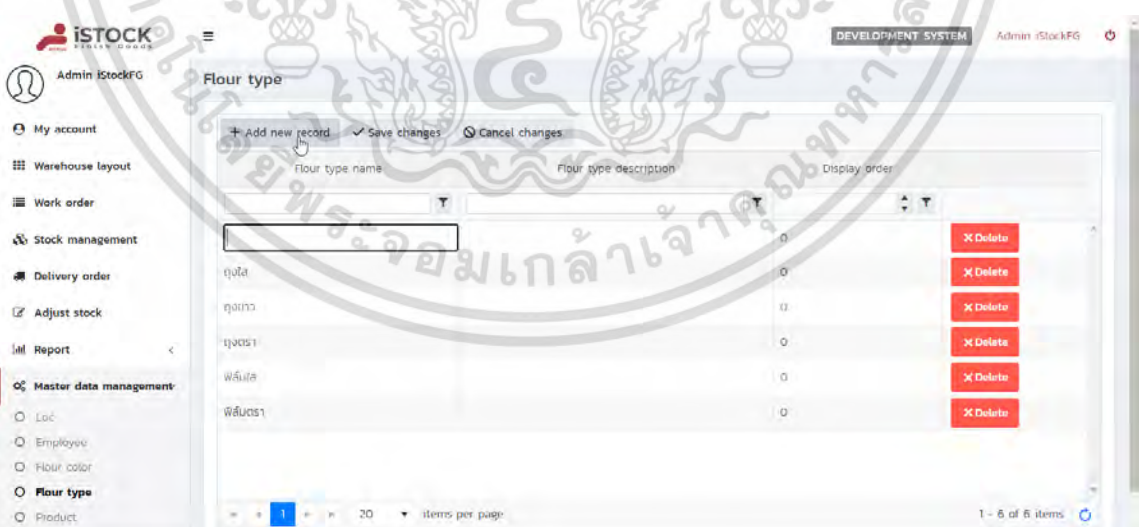 iSTOCK
FINISH GOODS
DEVELOPMENT SYSTEM
Admin iStockFG
Admin iStockFG
Flour type
My account
Warehouse layout
Work order
Stock management
Delivery order
Adjust stock
Report
Master data management
Loc
Employee
Flour color
Flour type
Product
Add new record
Save changes
Cancel changes
Flour type name
Flour type description
Display order
0
Delete
ถุงใส
0
Delete
ถุงขาว
0
Delete
ถุงตรา
0
Delete
ฟิล์มใส
0
Delete
ฟิล์มตรา
0
Delete
1
20
items per page
1 - 6 of 6 items